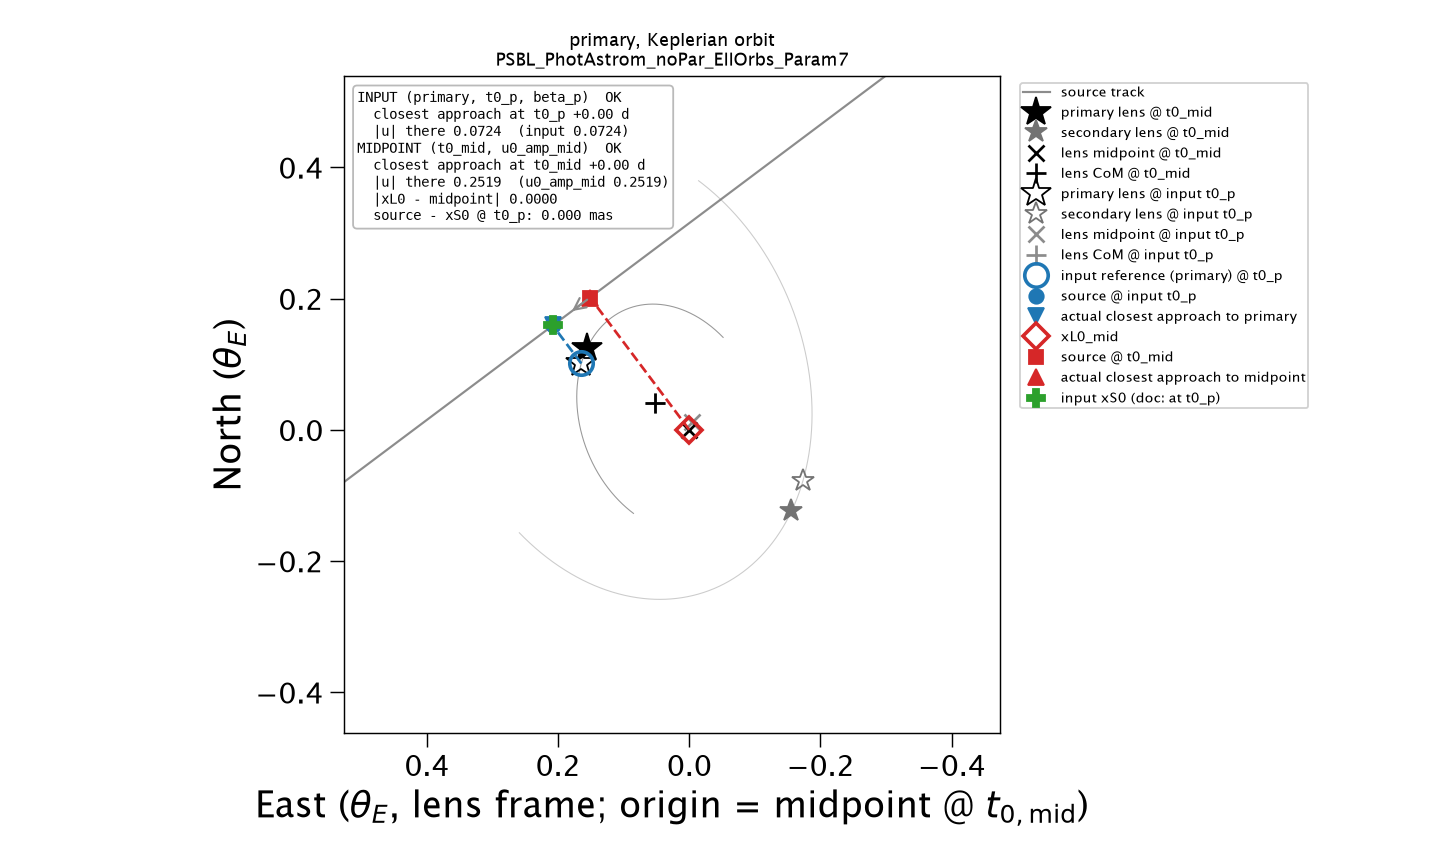 primary, Keplerian orbit
PSBL_PhotAstrom_noPar_EllOrbs_Param7
INPUT (primary, t0_p, beta_p)  OK
closest approach at t0_p +0.00 d
|u| there 0.0724  (input 0.0724)
MIDPOINT (t0_mid, u0_amp_mid)  OK
closest approach at t0_mid +0.00 d
|u| there 0.2519  (u0_amp_mid 0.2519)
|xL0 - midpoint| 0.0000
source - xS0 @ t0_p: 0.000 mas
source track
primary lens @ t0_mid
secondary lens @ t0_mid
lens midpoint @ t0_mid
lens CoM @ t0_mid
primary lens @ input t0_p
secondary lens @ input t0_p
lens midpoint @ input t0_p
lens CoM @ input t0_p
input reference (primary) @ t0_p
source @ input t0_p
actual closest approach to primary
xL0_mid
source @ t0_mid
actual closest approach to midpoint
input xS0 (doc: at t0_p)
North (θ_E)
0.4
0.2
0.0
−0.2
−0.4
0.4
0.2
0.0
−0.2
−0.4
East (θ_E, lens frame; origin = midpoint @ t_{0, mid})